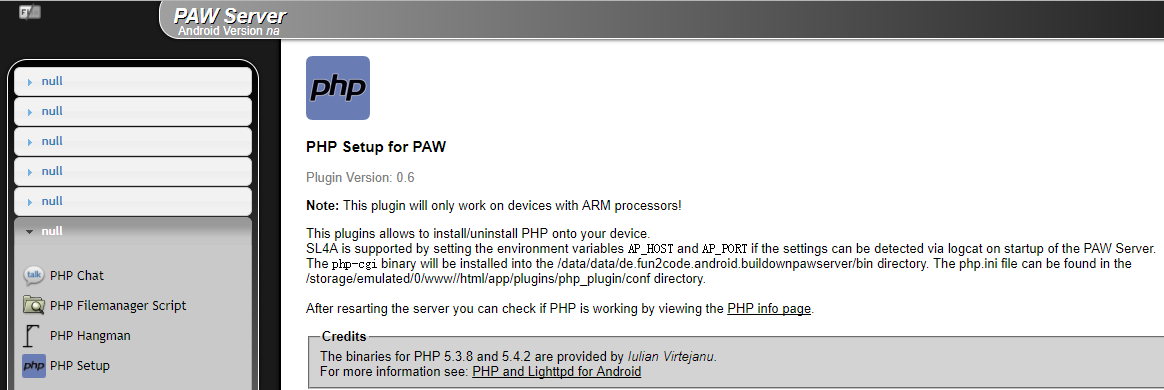 PAW Server
Android Version na
null
null
null
null
null
null
PHP Chat
PHP Filemanager Script
PHP Hangman
php PHP Setup
php
PHP Setup for PAW
Plugin Version: 0.6
Note: This plugin will only work on devices with ARM processors!
This plugins allows to install/uninstall PHP onto your device.
SL4A is supported by setting the environment variables AP_HOST and AP_PORT if the settings can be detected via logcat on startup of the PAW Server.
The php-cgi binary will be installed into the /data/data/de.fun2code.android.buildownpawserver/bin directory. The php.ini file can be found in the
/storage/emulated/0/www//html/app/plugins/php_plugin/conf directory.
After resarting the server you can check if PHP is working by viewing the PHP info page.
Credits
The binaries for PHP 5.3.8 and 5.4.2 are provided by Iulian Virtejanu.
For more information see: PHP and Lighttpd for Android